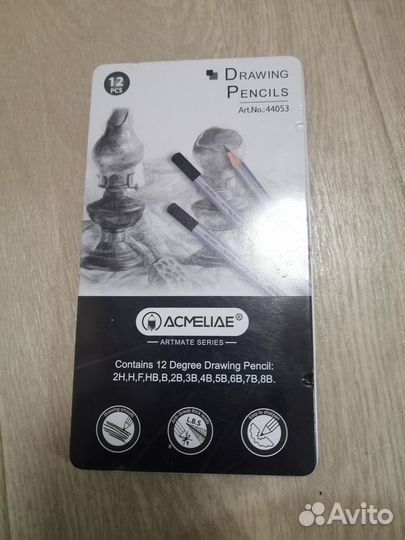 12
PCS
DRAWING
PENCILS
Art.No.:44053
ACMELIAE®
ARTMATE SERIES
Contains 12 Degree Drawing Pencil:
2H,H,F,HB,B,2B,3B,4B,5B,6B,7B,8B.
L.B.S
Avito